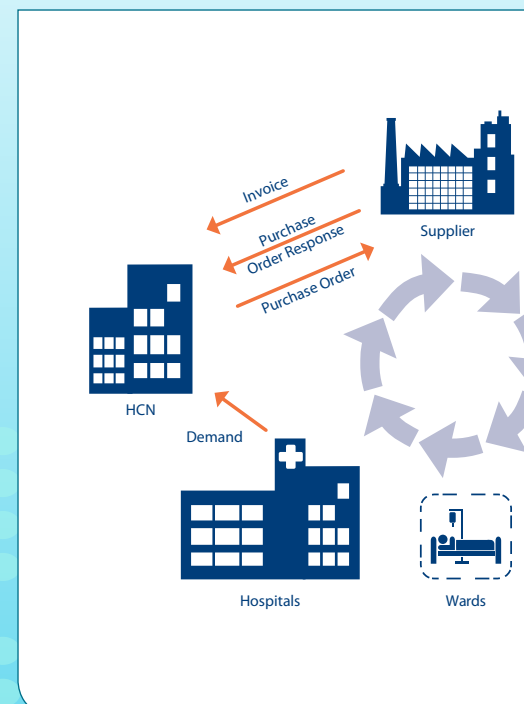 Invoice
Purchase
Order Response
Purchase Order
Supplier
HCN
Demand
Hospitals
Wards